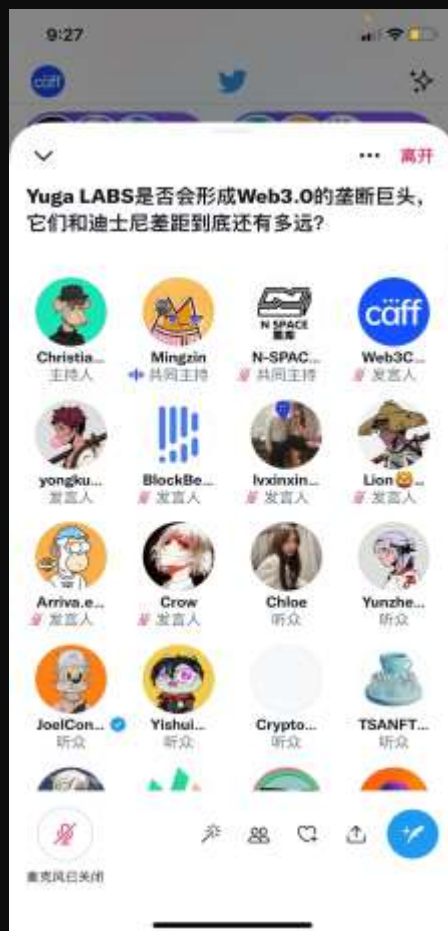 9:27
cäff
离开
Yuga LABS是否会形成Web3.0的垄断巨头，
它们和迪士尼差距到底还有多远？
N SPACE
cäff
Christia...
Mingzin
N-SPAC...
Web3C...
主持人
共同主持
共同主持
发言人
yongku...
BlockBe...
lvxinxin...
Lion🦁...
发言人
发言人
发言人
发言人
Arriva.e...
Crow
Chloe
Yunzhe...
发言人
发言人
听众
听众
JoelCon...
Yishui...
Crypto...
TSANFT...
听众
听众
听众
听众
麦克风已关闭